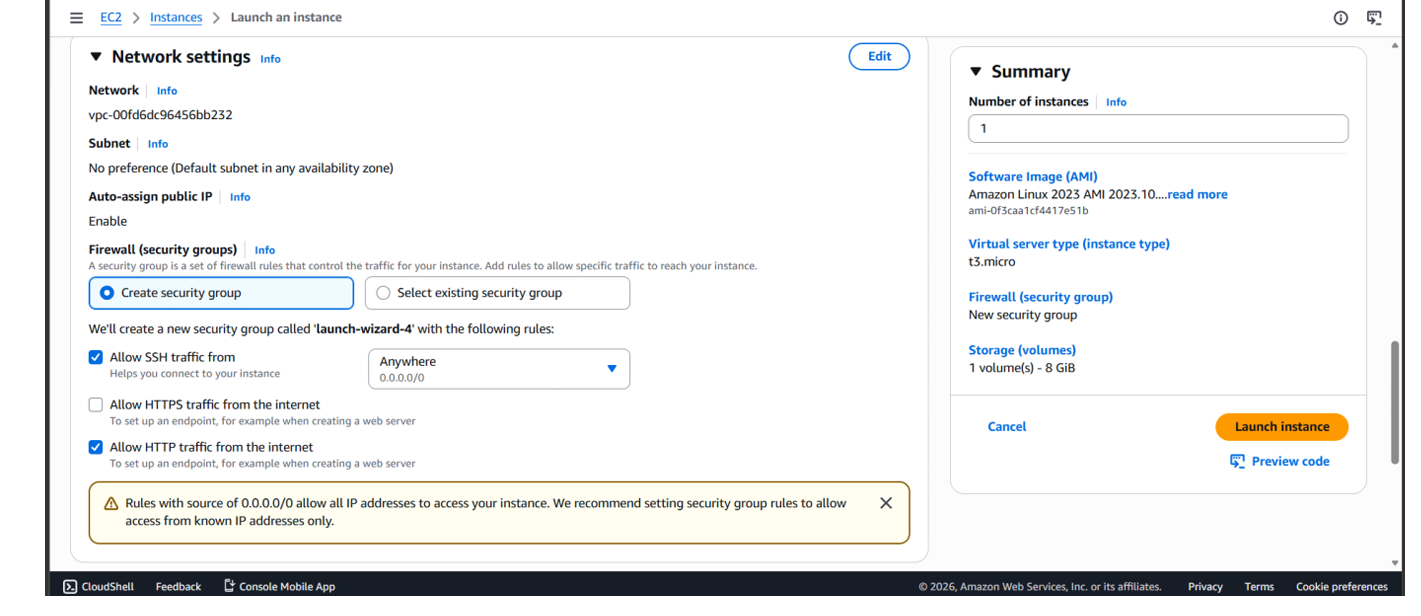 EC2 > Instances > Launch an instance
Network settings Info
Edit
Network Info
vpc-00fd6dc96456bb232
Subnet Info
No preference (Default subnet in any availability zone)
Auto-assign public IP Info
Enable
Firewall (security groups) Info
A security group is a set of firewall rules that control the traffic for your instance. Add rules to allow specific traffic to reach your instance.
Create security group
Select existing security group
We'll create a new security group called 'launch-wizard-4' with the following rules:
Allow SSH traffic from
Helps you connect to your instance
Anywhere
0.0.0.0/0
Allow HTTPS traffic from the internet
To set up an endpoint, for example when creating a web server
Allow HTTP traffic from the internet
To set up an endpoint, for example when creating a web server
Rules with source of 0.0.0.0/0 allow all IP addresses to access your instance. We recommend setting security group rules to allow
access from known IP addresses only.
Summary
Number of instances Info
1
Software Image (AMI)
Amazon Linux 2023 AMI 2023.10....read more
ami-0f3caa1cf4417e51b
Virtual server type (instance type)
t3.micro
Firewall (security group)
New security group
Storage (volumes)
1 volume(s) - 8 GiB
Cancel
Launch instance
Preview code
CloudShell Feedback Console Mobile App
© 2026, Amazon Web Services, Inc. or its affiliates. Privacy Terms Cookie preferences